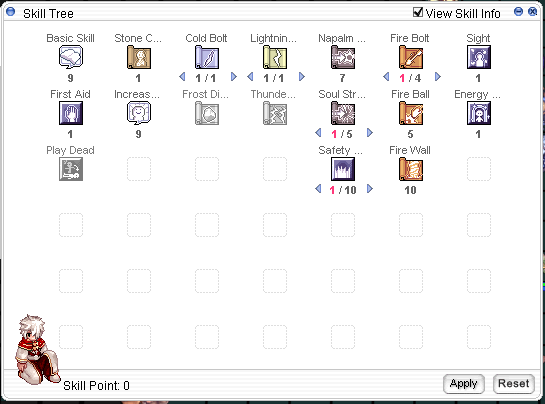 Skill Tree
View Skill Info
Basic Skill Stone C... Cold Bolt Lightnin... Napalm ... Fire Bolt Sight
9 1 1 / 1 1 / 1 7 1 / 4 1
First Aid Increas... Frost Di... Thunde... Soul Str... Fire Ball Energy ...
1 9 1 / 5 5 1
Play Dead Safety ... Fire Wall
1 / 10 10
Skill Point: 0
Apply Reset